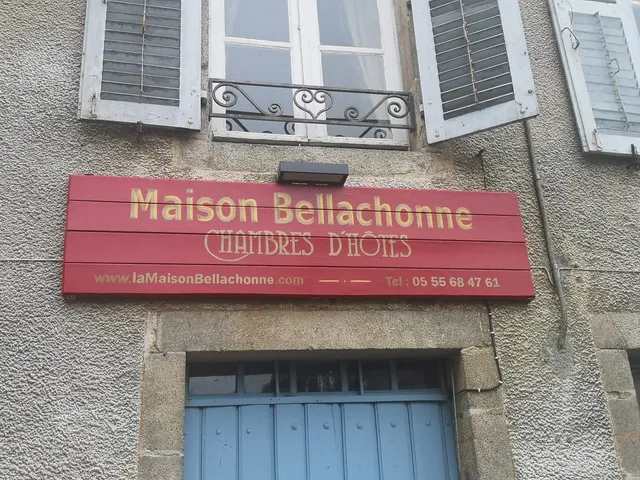 Maison Bellachonne
CHAMBRES D'HÔTES
www.laMaisonBellachonne.com — · — Tel : 05 55 68 47 61